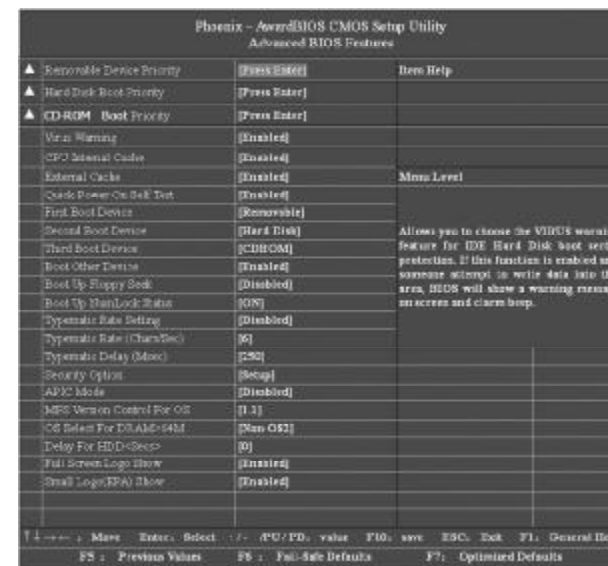 Phoenix - AwardBIOS CMOS Setup Utility
Advanced BIOS Features
▲ Removable Device Priority [Press Enter] Item Help
▲ Hard Disk Boot Priority [Press Enter]
▲ CD-ROM Boot Priority [Press Enter]
Virus Warning [Enabled]
CPU Internal Cache [Enabled]
External Cache [Enabled] Menu Level
Quick Power On Self Test [Enabled]
First Boot Device [Removable]
Second Boot Device [Hard Disk] Allows you to choose the VIRUS warnin
Third Boot Device [CDROM] feature for IDE Hard Disk boot sect
Boot Other Device [Enabled] protection. If this function is enabled an
Boot Up Floppy Seek [Disabled] someone attempt to write data into th
Boot Up NumLock Status [ON] area, BIOS will show a warning messa
Typematic Rate Setting [Disabled] on screen and alarm beep.
Typematic Rate (Chars/Sec) [6]
Typematic Delay (Msec) [250]
Security Option [Setup]
APIC Mode [Disabled]
MPS Version Control For OS [1.1]
OS Select For DRAM>64M [Non OS2]
Delay For HDD<Secs> [0]
Full Screen Logo Show [Enabled]
Small Logo(EPA) Show [Enabled]
↑↓→←: Move Enter: Select +/- /PU/PD: value F10: save ESC: Exit F1: General He
F5 : Previous Values F6 : Fail-Safe Defaults F7: Optimized Defaults